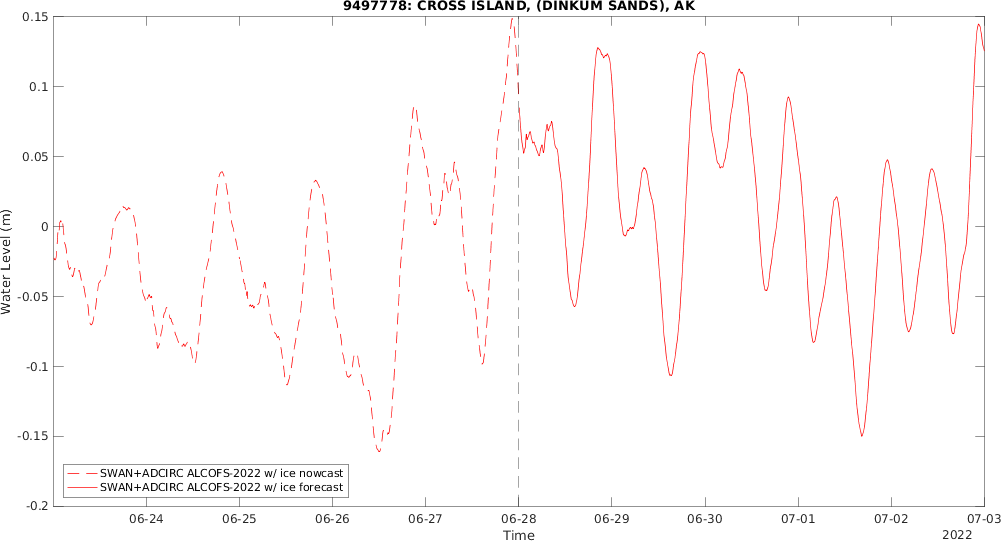 9497778: CROSS ISLAND, (DINKUM SANDS), AK
0.15
0.1
0.05
0
-0.05
-0.1
-0.15
-0.2
Water Level (m)
SWAN+ADCIRC ALCOFS-2022 w/ ice nowcast
SWAN+ADCIRC ALCOFS-2022 w/ ice forecast
06-24 06-25 06-26 06-27 06-28 06-29 06-30 07-01 07-02 07-03
Time
2022